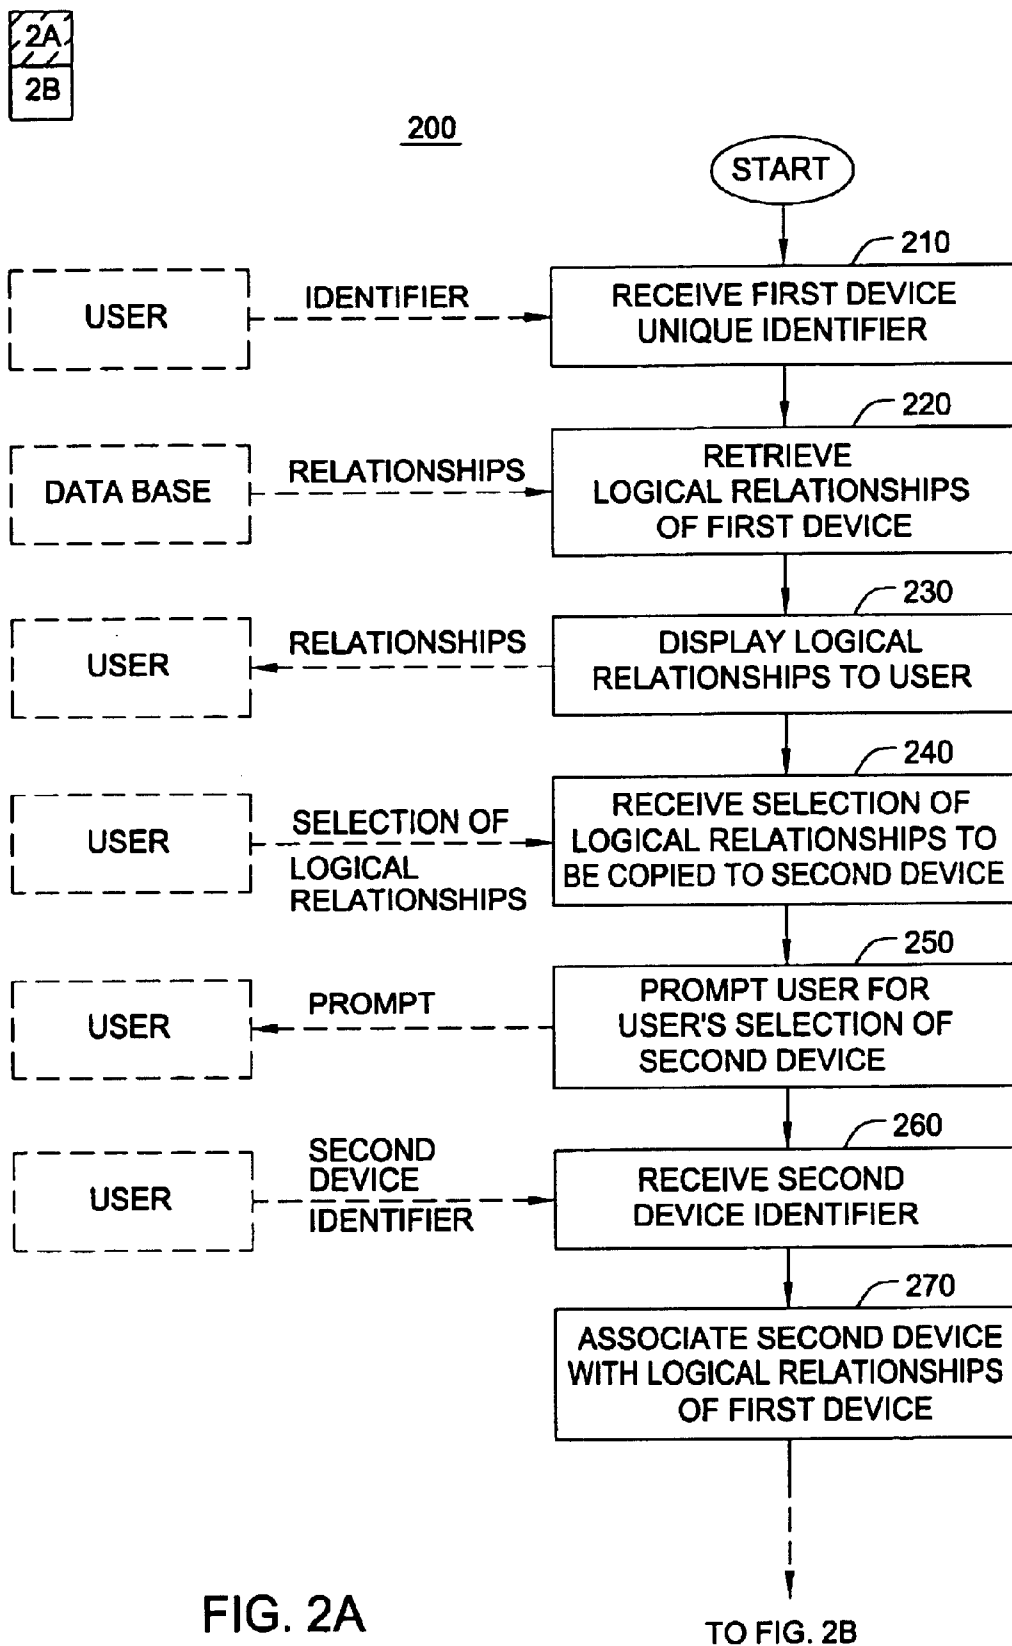 2A
2B
200
START
210
USER
IDENTIFIER
RECEIVE FIRST DEVICE
UNIQUE IDENTIFIER
220
DATA BASE
RELATIONSHIPS
RETRIEVE
LOGICAL RELATIONSHIPS
OF FIRST DEVICE
230
USER
RELATIONSHIPS
DISPLAY LOGICAL
RELATIONSHIPS TO USER
240
USER
SELECTION OF
LOGICAL
RELATIONSHIPS
RECEIVE SELECTION OF
LOGICAL RELATIONSHIPS TO
BE COPIED TO SECOND DEVICE
250
USER
PROMPT
PROMPT USER FOR
USER'S SELECTION OF
SECOND DEVICE
260
USER
SECOND
DEVICE
IDENTIFIER
RECEIVE SECOND
DEVICE IDENTIFIER
270
ASSOCIATE SECOND DEVICE
WITH LOGICAL RELATIONSHIPS
OF FIRST DEVICE
FIG. 2A
TO FIG. 2B